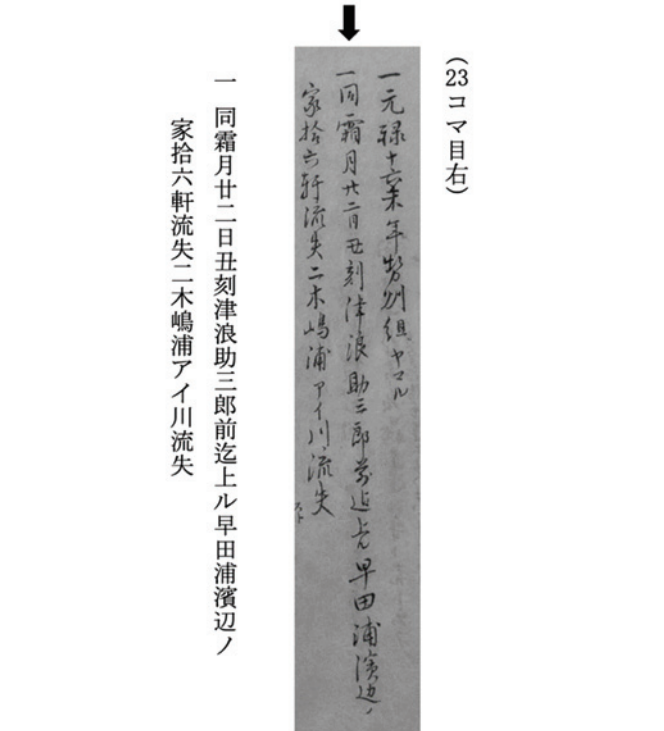 (23コマ目右)
一元禄十六癸未年勢州組ヤマル
一同霜月廿二日丑刻津浪助三郎前迄上ル早田浦濱辺ノ
家拾六軒流失二木嶋浦アイ川流失
一 同霜月廿二日丑刻津浪助三郎前迄上ル早田浦濱辺ノ
家拾六軒流失二木嶋浦アイ川流失